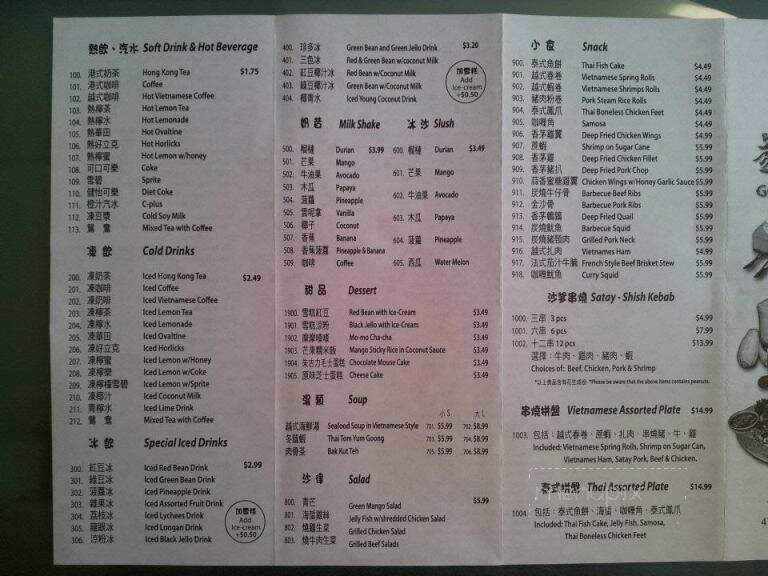 熱飲、汽水 Soft Drink & Hot Beverage
100. 港式奶茶 Hong Kong Tea $1.75
101. 港式咖啡 Coffee
102. 越式咖啡 Hot Vietnamese Coffee
103. 熱檸茶 Hot Lemon Tea
104. 熱檸水 Hot Lemonade
105. 熱華田 Hot Ovaltine
106. 熱好立克 Hot Horlicks
107. 熱檸蜜 Hot Lemon w/honey
108. 可口可樂 Coke
109. 雪碧 Sprite
110. 健怡可樂 Diet Coke
111. 橙汁汽水 C-plus
112. 凍豆漿 Cold Soy Milk
113. 鴛鴦 Mixed Tea with Coffee
凍飲 Cold Drinks
200. 凍奶茶 Iced Hong Kong Tea $2.49
201. 凍咖啡 Iced Coffee
202. 凍奶啡 Iced Vietnamese Coffee
203. 凍檸茶 Iced Lemon Tea
204. 凍檸水 Iced Lemonade
205. 凍華田 Iced Ovaltine
206. 凍好立克 Iced Horlicks
207. 凍檸蜜 Iced Lemon w/Honey
208. 凍檸樂 Iced Lemon w/Coke
209. 凍檸檬雪碧 Iced Lemon w/Sprite
210. 凍椰汁 Iced Coconut Milk
211. 青檸水 Iced Lime Drink
212. 鴛鴦 Mixed Tea with Coffee
冰飲 Special Iced Drinks
300. 紅豆冰 Iced Red Bean Drink $2.99
301. 綠豆冰 Iced Green Bean Drink
302. 菠蘿冰 Iced Pineapple Drink
303. 雜果冰 Iced Assorted Fruit Drink
304. 荔枝冰 Iced Lychees Drink
305. 龍眼冰 Iced Longan Drink
306. 涼粉冰 Iced Black Jello Drink
加雪糕
Add
Ice-cream
+$0.50
400. 珍多冰 Green Bean and Green Jello Drink $3.20
401. 三色冰 Red & Green Bean w/coconut Milk
402. 紅豆椰汁冰 Red Bean w/Coconut Milk
403. 綠豆椰汁冰 Green Bean w/Coconut Milk
404. 椰青水 Iced Young Coconut Drink
加雪糕
Add
Ice-cream
+$0.50
奶昔 Milk Shake
500. 榴槤 Durian $3.99
501. 芒果 Mango
502. 牛油果 Avocado
503. 木瓜 Papaya
504. 菠蘿 Pineapple
505. 雲呢拿 Vanilla
506. 椰子 Coconut
507. 香蕉 Banana
508. 香蕉菠蘿 Pineapple & Banana
509. 咖啡 Coffee
冰沙 Slush
600. 榴槤 Durian $3.49
601. 芒果 Mango
602. 牛油果 Avocado
603. 木瓜 Papaya
604. 菠蘿 Pineapple
605. 西瓜 Water Melon
甜品 Dessert
1900. 雪糕紅豆 Red Bean with Ice-Cream $3.49
1901. 雪糕涼粉 Black Jello with Ice-Cream $3.49
1902. 摩摩喳喳 Mo-mo Cha-cha $3.49
1903. 芒果糯米飯 Mango Sticky Rice in Coconut Sauce $3.49
1904. 朱古力毛士蛋糕 Chocolate Mouse Cake $3.49
1905. 原味芝士蛋糕 Cheese Cake $3.49
湯類 Soup
小 S 大 L
越式海鮮湯 Seafood Soup in Vietnamese Style 701. $5.99 702. $8.99
冬蔭蝦 Thai Tom Yum Goong 703. $5.99 704. $8.99
肉骨茶 Bak Kut Teh 705. $5.99 706. $8.99
沙律 Salad
800. 青芒 Green Mango Salad $5.99
801. 海蜇雞絲 Jelly Fish w/shredded Chicken Salad
802. 燒雞生菜 Grilled Chicken Salad
803. 燒牛肉生菜 Grilled Beef Salads
小食 Snack
900. 泰式魚餅 Thai Fish Cake $4.49
901. 越式春卷 Vietnamese Spring Rolls $4.49
902. 越式蝦卷 Vietnamese Shrimps Rolls $4.49
903. 豬肉粉卷 Pork Steam Rice Rolls $4.49
904. 泰式鳳爪 Thai Boneless Chicken Feet $4.49
905. 咖喱角 Samosa $4.49
906. 香茅雞翼 Deep Fried Chicken Wings $4.99
907. 蔗蝦 Shrimp on Sugar Cane $5.99
908. 香茅雞 Deep Fried Chicken Fillet $5.99
909. 香茅豬扒 Deep Fried Pork Chop $5.99
910. 蒜香蜜糖雞翼 Chicken Wings w/Honey Garlic Sauce $5.99
911. 炭燒牛仔骨 Barbecue Beef Ribs $5.99
912. 金沙骨 Barbecue Pork Ribs $5.99
913. 香茅鵪鶉 Deep Fried Quail $5.99
914. 炭燒魷魚 Barbecue Squid $5.99
915. 炭燒豬頸肉 Grilled Pork Neck $5.99
916. 越式扎肉 Vietnames Ham $4.99
917. 法式茄汁牛腩 French Style Beef Brisket Stew $5.99
918. 咖喱魷魚 Curry Squid $5.99
沙爹串燒 Satay - Shish Kebab
1000. 三串 3 pcs $4.99
1001. 六串 6 pcs $7.99
1002. 十二串 12 pcs $13.99
選擇：牛肉、雞肉、豬肉、蝦
Choices of: Beef, Chicken, Pork & Shrimp
*以上食品含有花生成份 *Please be aware that the above items contains peanuts.
串燒拼盤 Vietnamese Assorted Plate $14.99
1003. 包括：越式春卷、蔗蝦、扎肉、串燒豬、牛、雞
Included: Vietnamese Spring Rolls, Shrimp on Sugar Can,
Vietnames Ham, Satay Pork, Beef & Chicken.
泰式拼盤 Thai Assorted Plate $14.99
1004. 包括：泰式魚餅、海蜇、咖喱角、泰式鳳爪
Included: Thai Fish Cake, Jelly Fish, Samosa,
Thai Boneless Chicken Feet